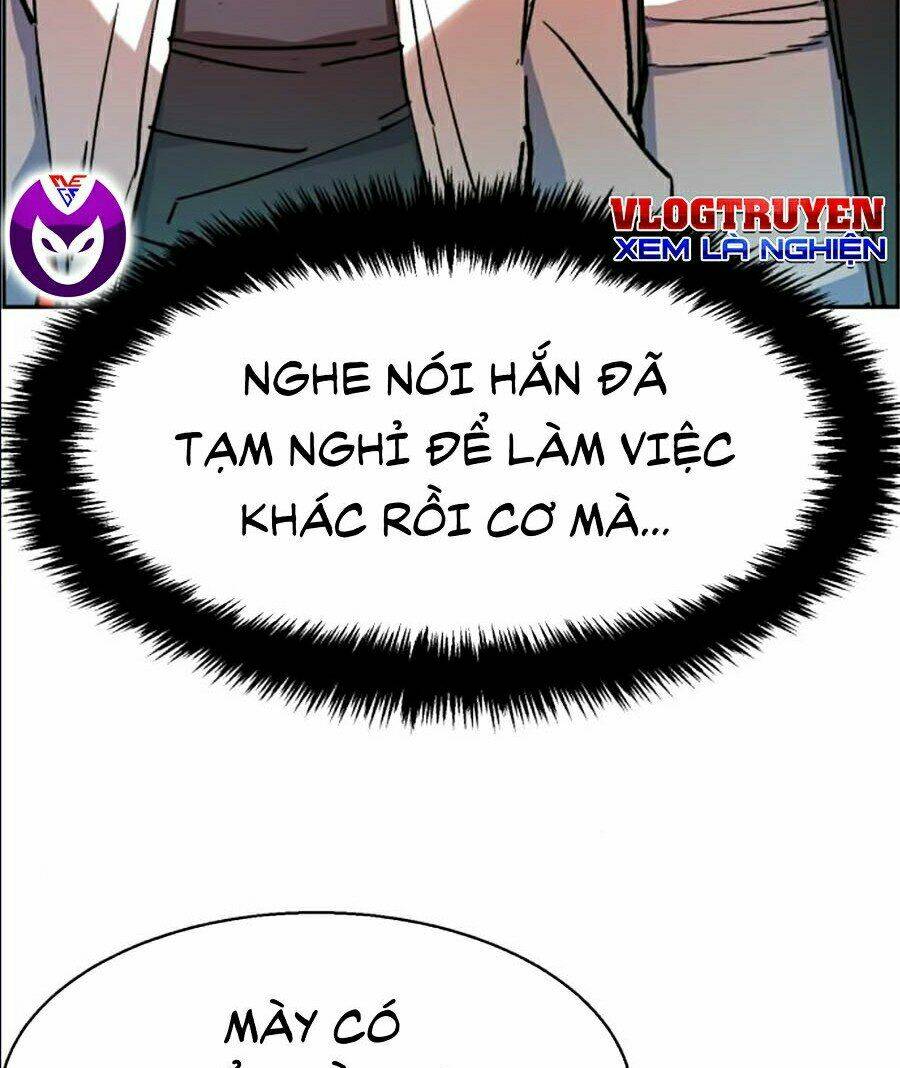 VLOGTRUYEN
XEM LÀ NGHIỆN
NGHE NÓI HẮN ĐÃ
TẠM NGHỈ ĐỂ LÀM VIỆC
KHÁC RỒI CƠ MÀ...
MÀY CÓ